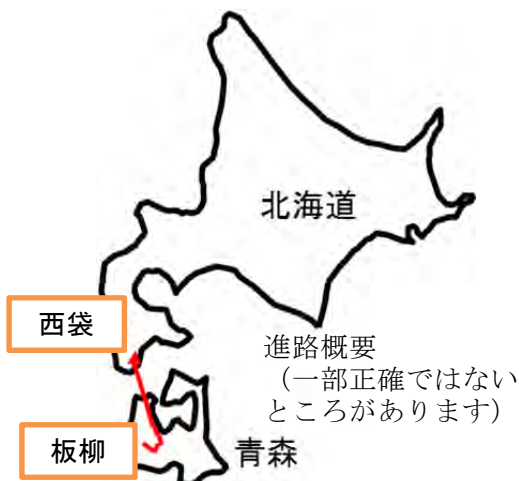 北海道
西袋
進路概要
（一部正確ではない
ところがあります）
板柳
青森